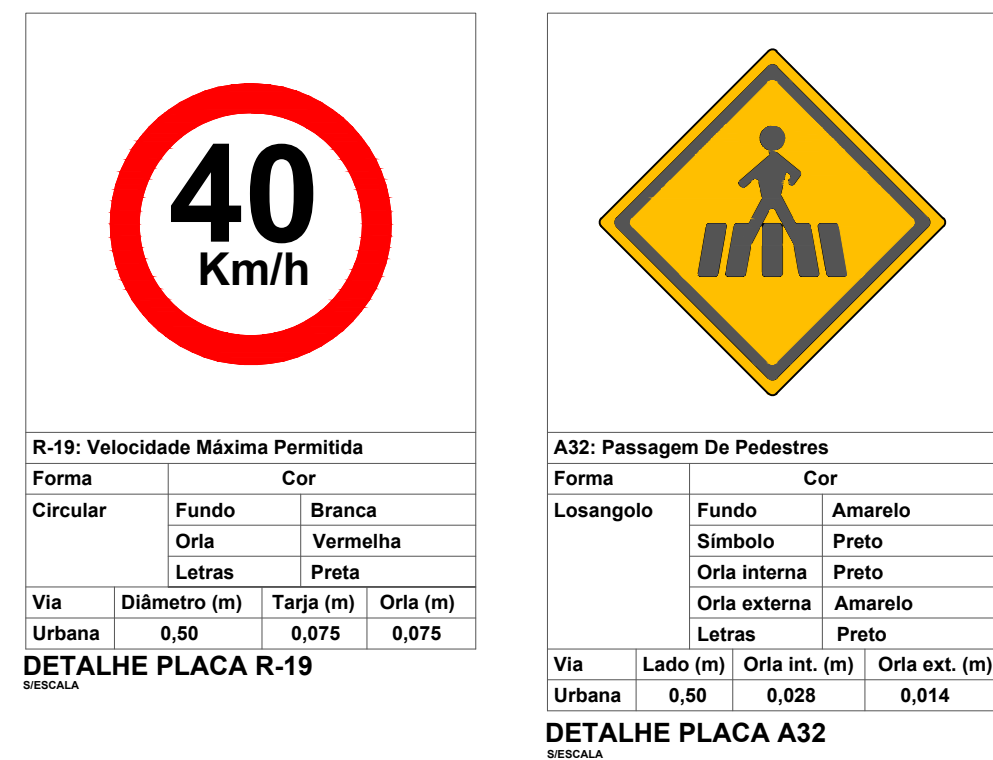 40
Km/h
R-19: Velocidade Máxima Permitida
Forma Cor
Circular Fundo Branca
Orla Vermelha
Letras Preta
Via Diâmetro (m) Tarja (m) Orla (m)
Urbana 0,50 0,075 0,075
DETALHE PLACA R-19
S/ESCALA
A32: Passagem De Pedestres
Forma Cor
Losangolo Fundo Amarelo
Símbolo Preto
Orla interna Preto
Orla externa Amarelo
Letras Preto
Via Lado (m) Orla int. (m) Orla ext. (m)
Urbana 0,50 0,028 0,014
DETALHE PLACA A32
S/ESCALA